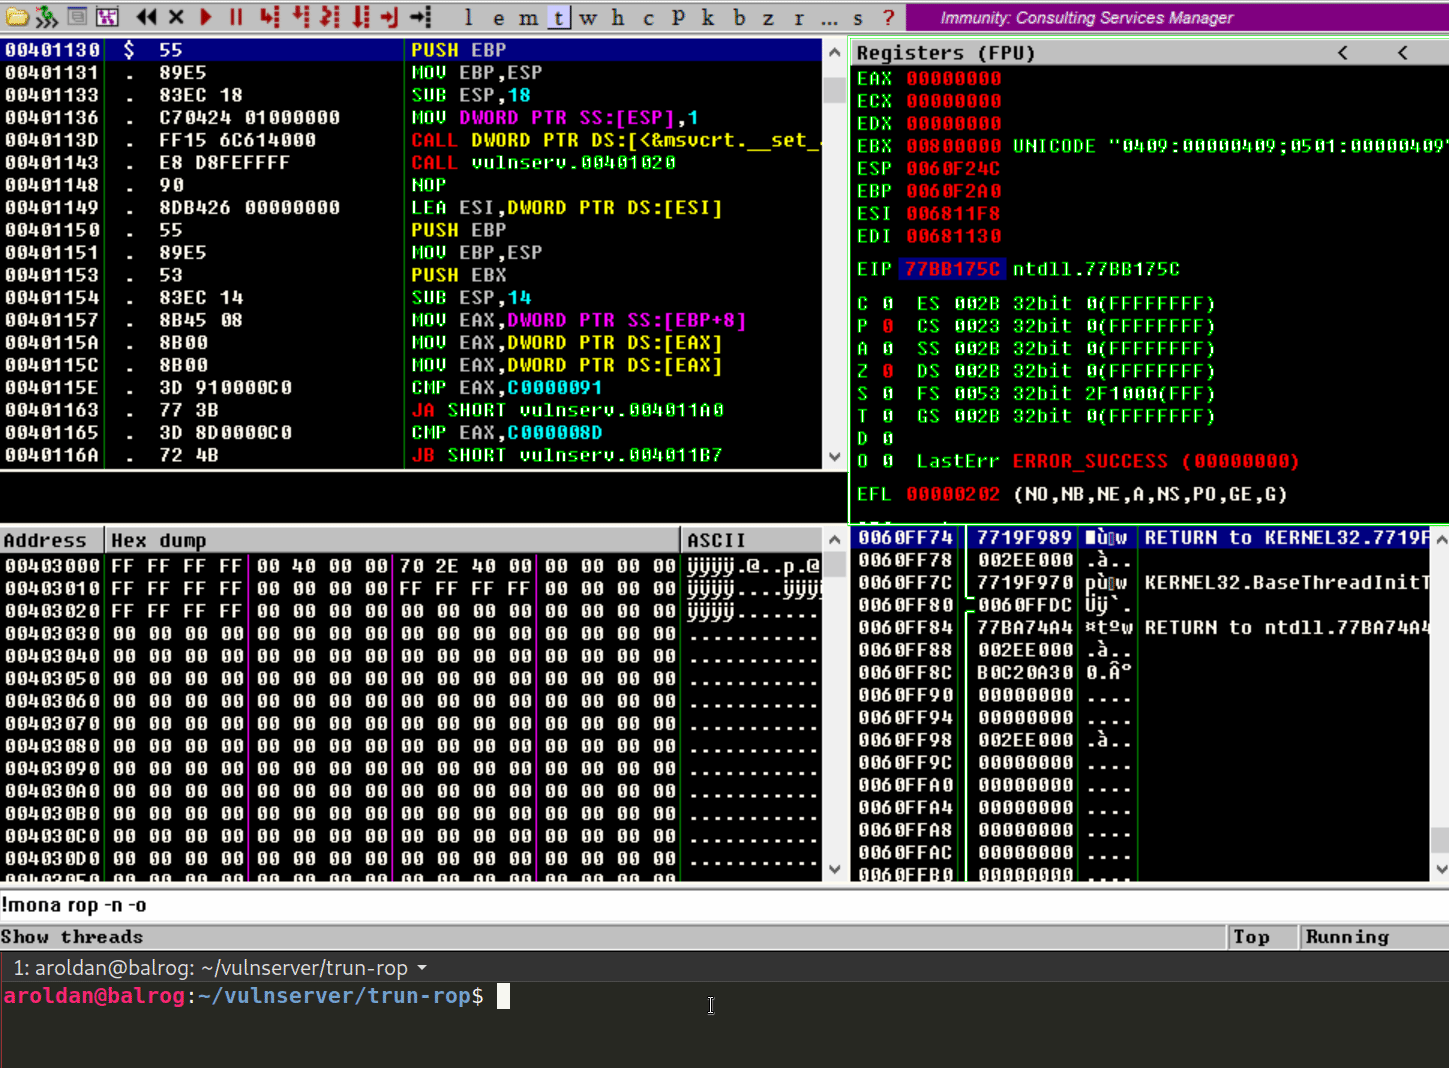 l e m t w h c P k b z r ... s ? Immunity: Consulting Services Manager
00401130 $ 55 PUSH EBP
00401131 . 89E5 MOV EBP,ESP
00401133 . 83EC 18 SUB ESP,18
00401136 . C70424 01000000 MOV DWORD PTR SS:[ESP],1
0040113D . FF15 6C614000 CALL DWORD PTR DS:[<&msvcrt.__set_
00401143 . E8 D8FEFFFF CALL vulnserv.00401020
00401148 . 90 NOP
00401149 . 8DB426 00000000 LEA ESI,DWORD PTR DS:[ESI]
00401150 . 55 PUSH EBP
00401151 . 89E5 MOV EBP,ESP
00401153 . 53 PUSH EBX
00401154 . 83EC 14 SUB ESP,14
00401157 . 8B45 08 MOV EAX,DWORD PTR SS:[EBP+8]
0040115A . 8B00 MOV EAX,DWORD PTR DS:[EAX]
0040115C . 8B00 MOV EAX,DWORD PTR DS:[EAX]
0040115E . 3D 910000C0 CMP EAX,C0000091
00401163 . 77 3B JA SHORT vulnserv.004011A0
00401165 . 3D 8D0000C0 CMP EAX,C000008D
0040116A . 72 4B JB SHORT vulnserv.004011B7
Registers (FPU) < <
EAX 00000000
ECX 00000000
EDX 00000000
EBX 00800000 UNICODE "0409:00000409;0501:00000409"
ESP 0060F24C
EBP 0060F2A0
ESI 006811F8
EDI 00681130
EIP 77BB175C ntdll.77BB175C
C 0 ES 002B 32bit 0(FFFFFFFF)
P 0 CS 0023 32bit 0(FFFFFFFF)
A 0 SS 002B 32bit 0(FFFFFFFF)
Z 0 DS 002B 32bit 0(FFFFFFFF)
S 0 FS 0053 32bit 2F1000(FFF)
T 0 GS 002B 32bit 0(FFFFFFFF)
D 0
O 0 LastErr ERROR_SUCCESS (00000000)
EFL 00000202 (NO,NB,NE,A,NS,PO,GE,G)
Address Hex dump ASCII
00403000 FF FF FF FF 00 40 00 00 70 2E 40 00 00 00 00 00 ÿÿÿÿ.@..p.@
00403010 FF FF FF FF 00 00 00 00 FF FF FF FF 00 00 00 00 ÿÿÿÿ....ÿÿÿÿ
00403020 FF FF FF FF 00 00 00 00 00 00 00 00 00 00 00 00 ÿÿÿÿ.......
00403030 00 00 00 00 00 00 00 00 00 00 00 00 00 00 00 00 ...........
00403040 00 00 00 00 00 00 00 00 00 00 00 00 00 00 00 00 ...........
00403050 00 00 00 00 00 00 00 00 00 00 00 00 00 00 00 00 ...........
00403060 00 00 00 00 00 00 00 00 00 00 00 00 00 00 00 00 ...........
00403070 00 00 00 00 00 00 00 00 00 00 00 00 00 00 00 00 ...........
00403080 00 00 00 00 00 00 00 00 00 00 00 00 00 00 00 00 ...........
00403090 00 00 00 00 00 00 00 00 00 00 00 00 00 00 00 00 ...........
004030A0 00 00 00 00 00 00 00 00 00 00 00 00 00 00 00 00 ...........
004030B0 00 00 00 00 00 00 00 00 00 00 00 00 00 00 00 00 ...........
004030C0 00 00 00 00 00 00 00 00 00 00 00 00 00 00 00 00 ...........
004030D0 00 00 00 00 00 00 00 00 00 00 00 00 00 00 00 00 ...........
004030E0 00 00 00 00 00 00 00 00 00 00 00 00 00 00 00 00
0060FF74 7719F989 ù w RETURN to KERNEL32.7719F
0060FF78 002EE000 .à..
0060FF7C 7719F970 pù w KERNEL32.BaseThreadInitT
0060FF80 0060FFDC Üÿ`.
0060FF84 77BA74A4 ¤tºw RETURN to ntdll.77BA74A4
0060FF88 002EE000 .à..
0060FF8C B0C20A30 0.Â°
0060FF90 00000000 ....
0060FF94 00000000 ....
0060FF98 002EE000 .à..
0060FF9C 00000000 ....
0060FFA0 00000000 ....
0060FFA4 00000000 ....
0060FFA8 00000000 ....
0060FFAC 00000000 ....
0060FFB0 00000000 ....
!mona rop -n -o
Show threads Top Running
1: aroldan@balrog: ~/vulnserver/trun-rop
aroldan@balrog:~/vulnserver/trun-rop$